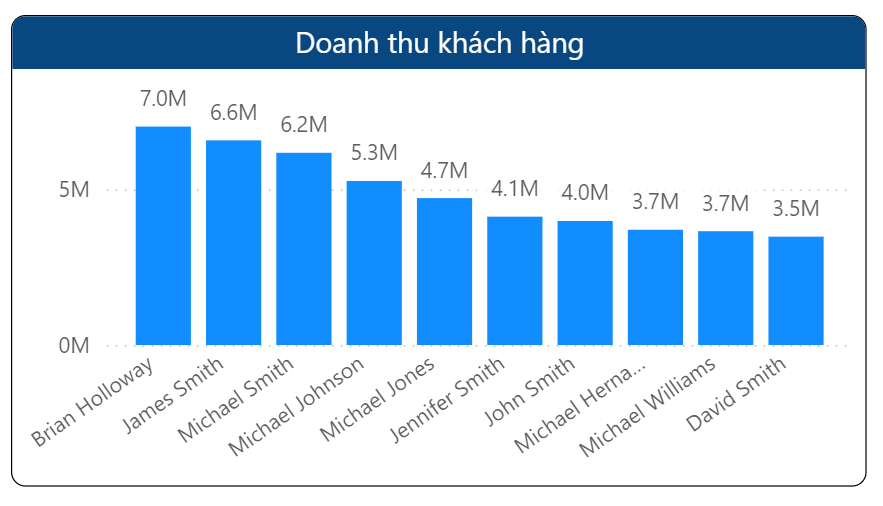 Doanh thu khách hàng
7.0M
6.6M
6.2M
5.3M
4.7M
4.1M
4.0M
3.7M
3.7M
3.5M
5M
0M
Brian Holloway
James Smith
Michael Smith
Michael Johnson
Michael Jones
Jennifer Smith
John Smith
Michael Herna...
Michael Williams
David Smith